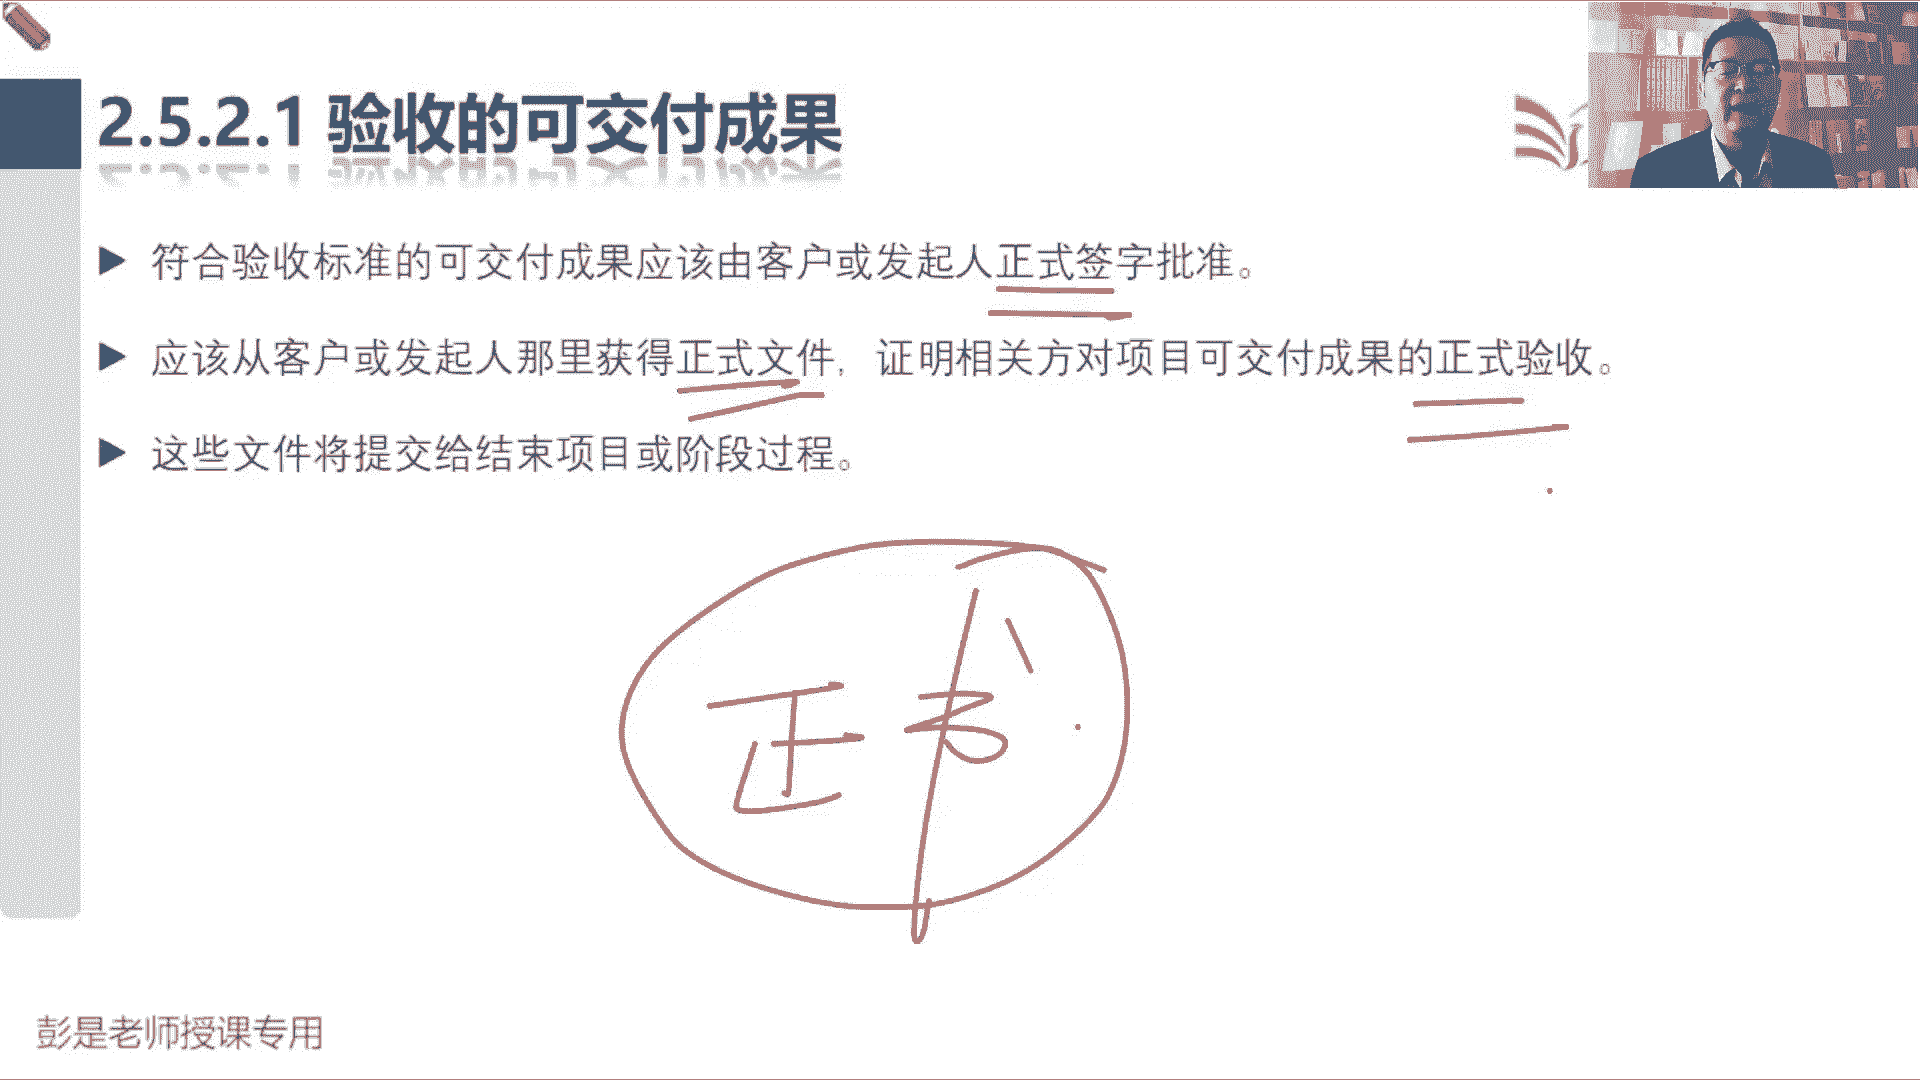 2.5.2.1 验收的可交付成果
符合验收标准的可交付成果应该由客户或发起人正式签字批准。
应该从客户或发起人那里获得正式文件，证明相关方对项目可交付成果的正式验收。
这些文件将提交给结束项目或阶段过程。
正书
彭是老师授课专用